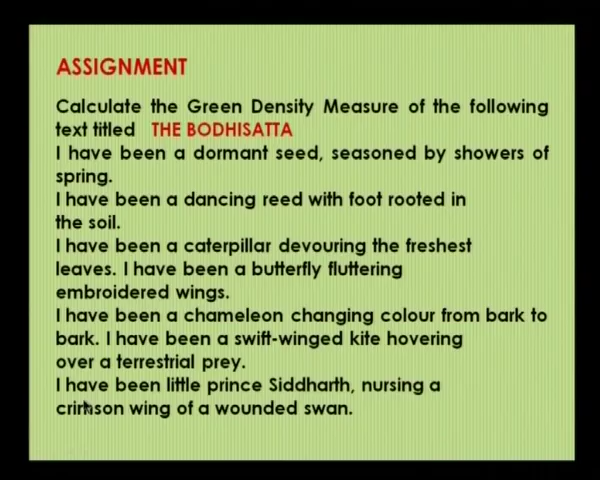 ASSIGNMENT
Calculate the Green Density Measure of the following
text titled THE BODHISATTA
I have been a dormant seed, seasoned by showers of
spring.
I have been a dancing reed with foot rooted in
the soil.
I have been a caterpillar devouring the freshest
leaves. I have been a butterfly fluttering
embroidered wings.
I have been a chameleon changing colour from bark to
bark. I have been a swift-winged kite hovering
over a terrestrial prey.
I have been little prince Siddharth, nursing a
crimson wing of a wounded swan.